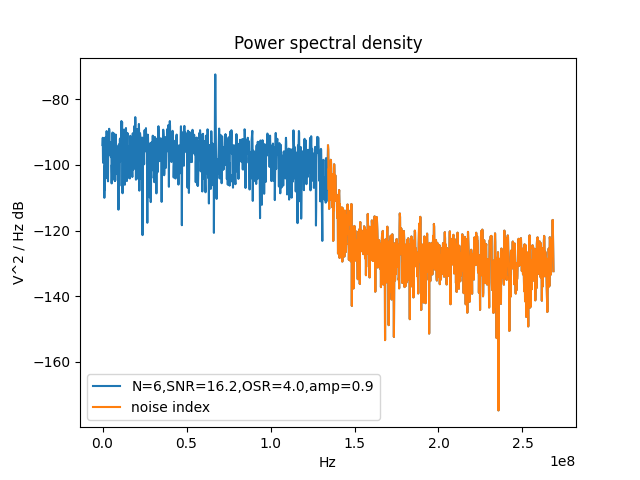 Power spectral density
V^2 / Hz dB
−80
−100
−120
−140
−160
N=6,SNR=16.2,OSR=4.0,amp=0.9
noise index
0.0 0.5 1.0 1.5 2.0 2.5
1e8
Hz